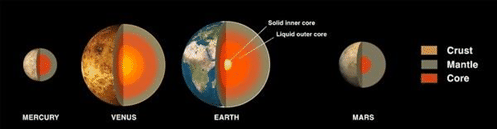 Solid inner core
Liquid outer core
Crust
Mantle
Core
MERCURY
VENUS
EARTH
MARS